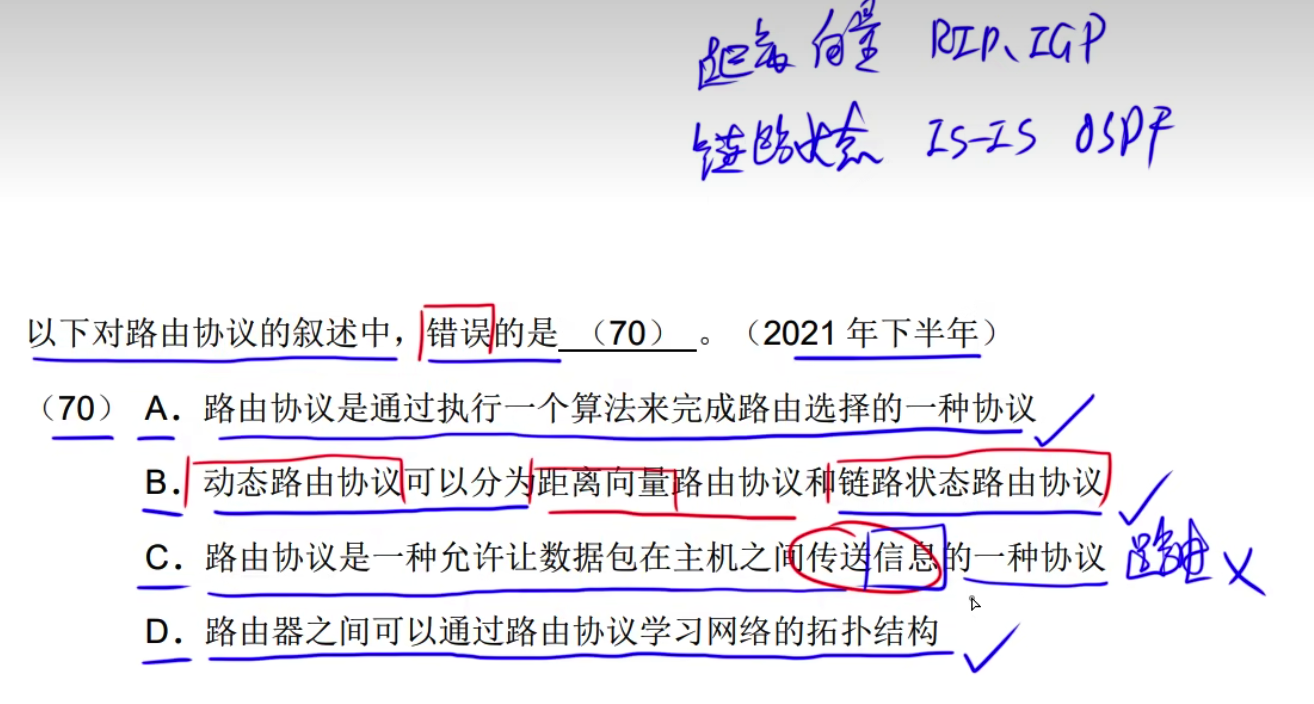 距离向量 RIP、IGP
链路状态 IS-IS OSPF
以下对路由协议的叙述中，错误的是 （70） 。（2021 年下半年）
（70） A．路由协议是通过执行一个算法来完成路由选择的一种协议
B．动态路由协议可以分为距离向量路由协议和链路状态路由协议
C．路由协议是一种允许让数据包在主机之间传送信息的一种协议 路由
D．路由器之间可以通过路由协议学习网络的拓扑结构